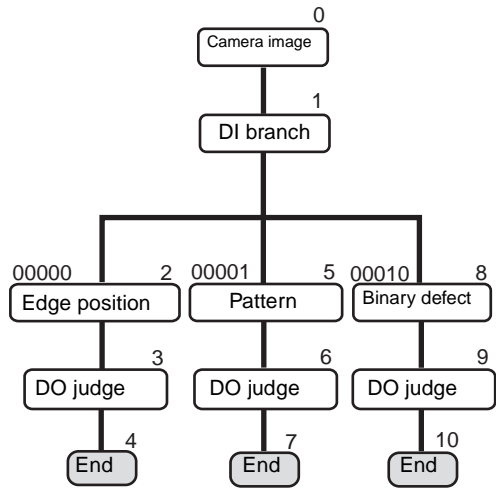 0
Camera image
1
DI branch
00000 2 00001 5 00010 8
Edge position Pattern Binary defect
3 6 9
DO judge DO judge DO judge
4 7 10
End End End